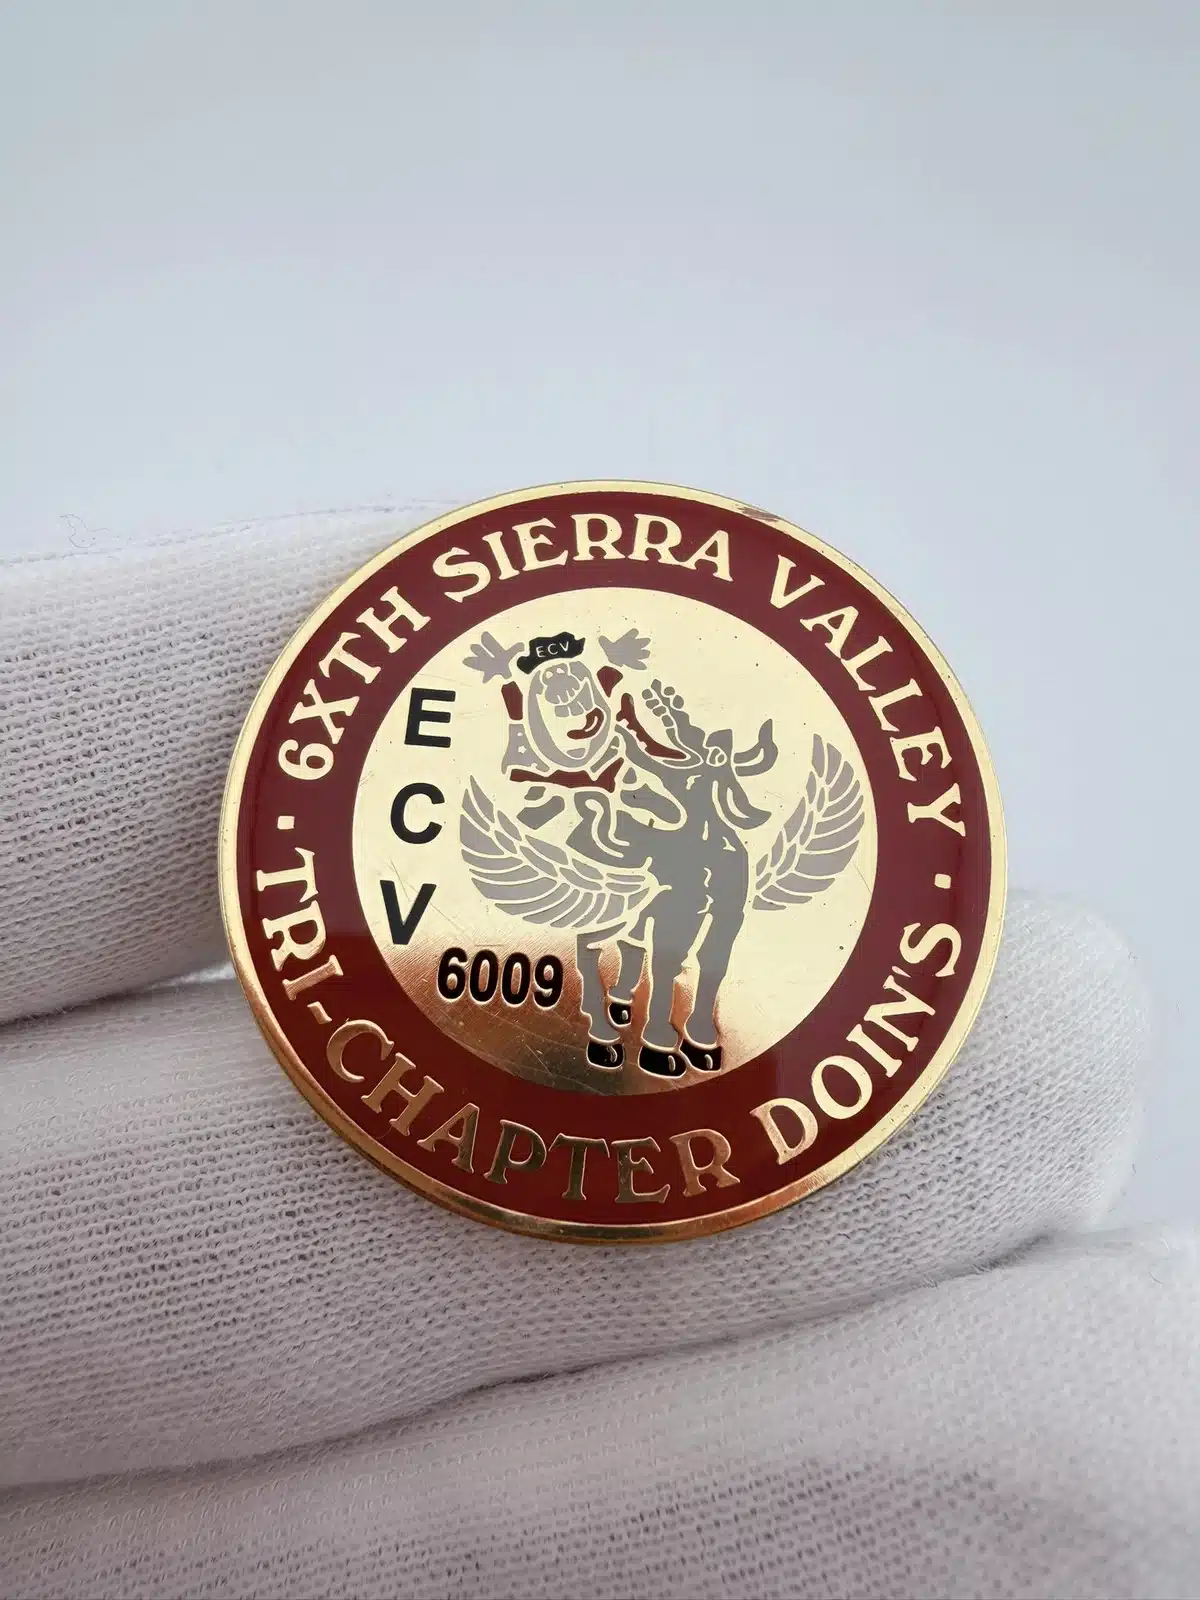 · 6XTH SIERRA VALLEY ·
TRI-CHAPTER DOIN'S
ECV
E
C
V
6009